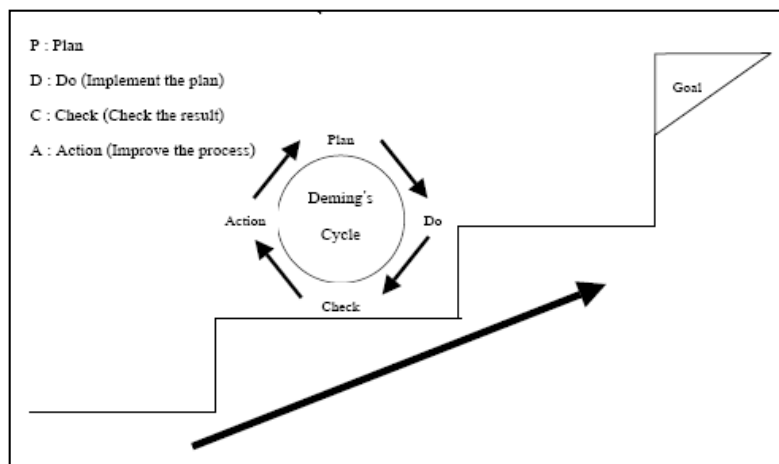 P : Plan
D : Do (Implement the plan)
C : Check (Check the result)
A : Action (Improve the process)
Plan
Deming's
Cycle
Action
Do
Check
Goal